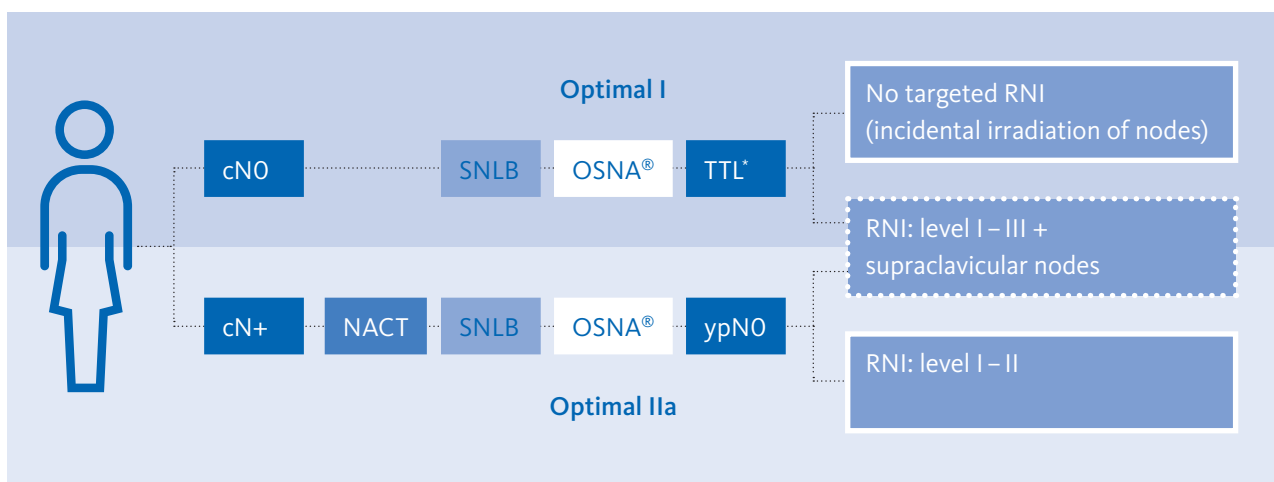 Optimal I
cN0
SNLB
OSNA®
TTL*
No targeted RNI
(incidental irradiation of nodes)
RNI: level I – III +
supraclavicular nodes
cN+
NACT
SNLB
OSNA®
ypN0
RNI: level I – II
Optimal IIa